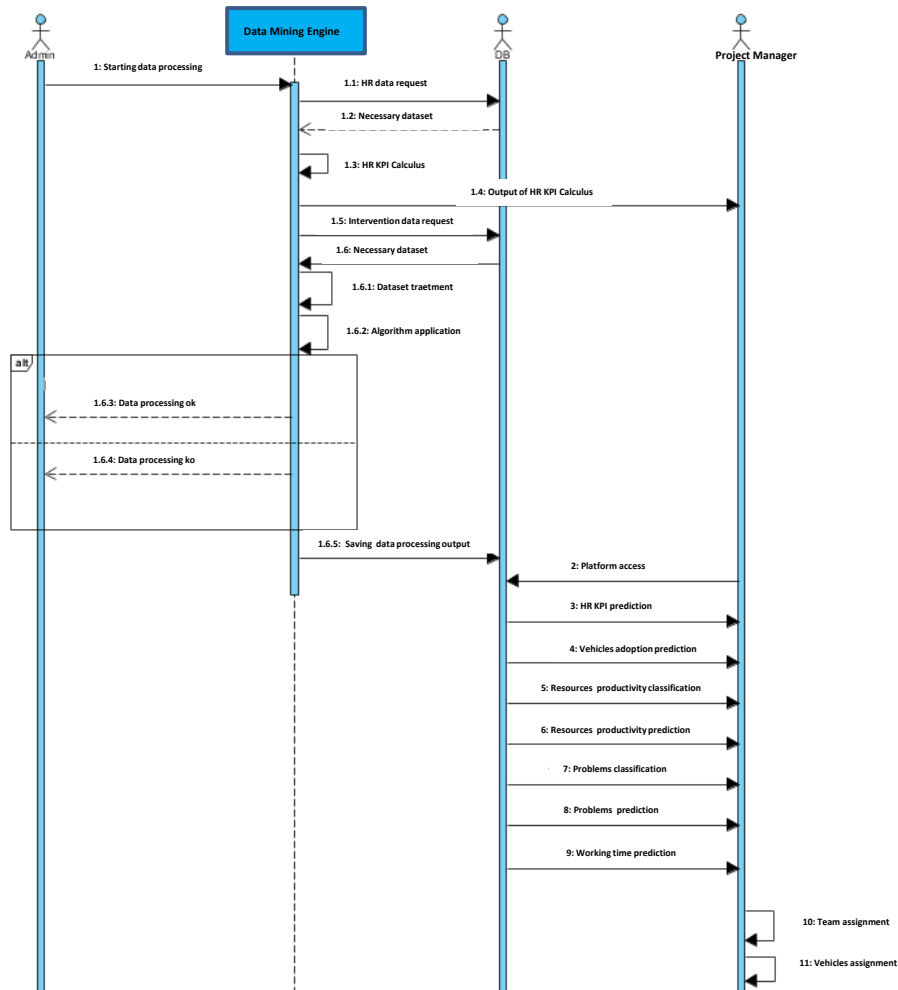 Data Mining Engine
Admin
DB
Project Manager
1: Starting data processing
1.1: HR data request
1.2: Necessary dataset
1.3: HR KPI Calculus
1.4: Output of HR KPI Calculus
1.5: Intervention data request
1.6: Necessary dataset
1.6.1: Dataset traetment
1.6.2: Algorithm application
alt
1.6.3: Data processing ok
1.6.4: Data processing ko
1.6.5: Saving data processing output
2: Platform access
3: HR KPI prediction
4: Vehicles adoption prediction
5: Resources productivity classification
6: Resources productivity prediction
7: Problems classification
8: Problems prediction
9: Working time prediction
10: Team assignment
11: Vehicles assignment